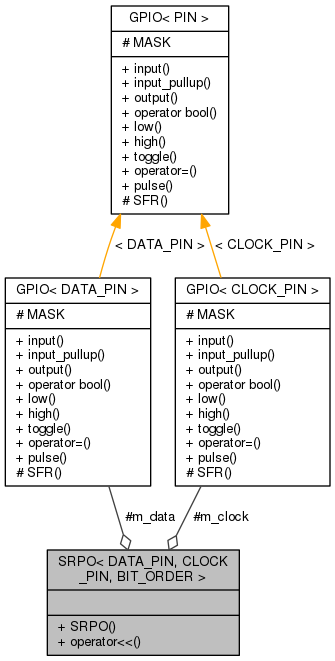 GPIO< PIN >
# MASK
+ input()
+ input_pullup()
+ output()
+ operator bool()
+ low()
+ high()
+ toggle()
+ operator=()
+ pulse()
# SFR()
< DATA_PIN >
< CLOCK_PIN >
GPIO< DATA_PIN >
# MASK
+ input()
+ input_pullup()
+ output()
+ operator bool()
+ low()
+ high()
+ toggle()
+ operator=()
+ pulse()
# SFR()
GPIO< CLOCK_PIN >
# MASK
+ input()
+ input_pullup()
+ output()
+ operator bool()
+ low()
+ high()
+ toggle()
+ operator=()
+ pulse()
# SFR()
#m_data
#m_clock
SRPO< DATA_PIN, CLOCK
_PIN, BIT_ORDER >
+ SRPO()
+ operator<<()